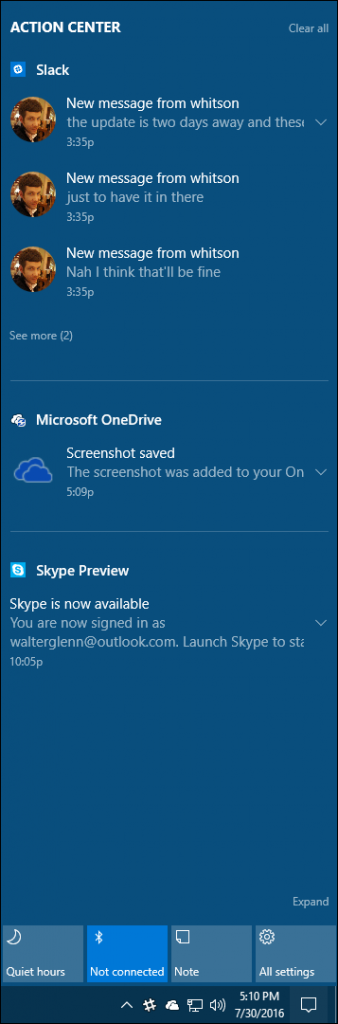 ACTION CENTER
Clear all
Slack
New message from whitson
the update is two days away and these
3:35p
New message from whitson
just to have it in there
3:35p
New message from whitson
Nah I think that'll be fine
3:35p
See more (2)
Microsoft OneDrive
Screenshot saved
The screenshot was added to your On
5:09p
Skype Preview
Skype is now available
You are now signed in as
walterglenn@outlook.com. Launch Skype to sta
10:05p
Expand
Quiet hours
Not connected
Note
All settings
5:10 PM
7/30/2016